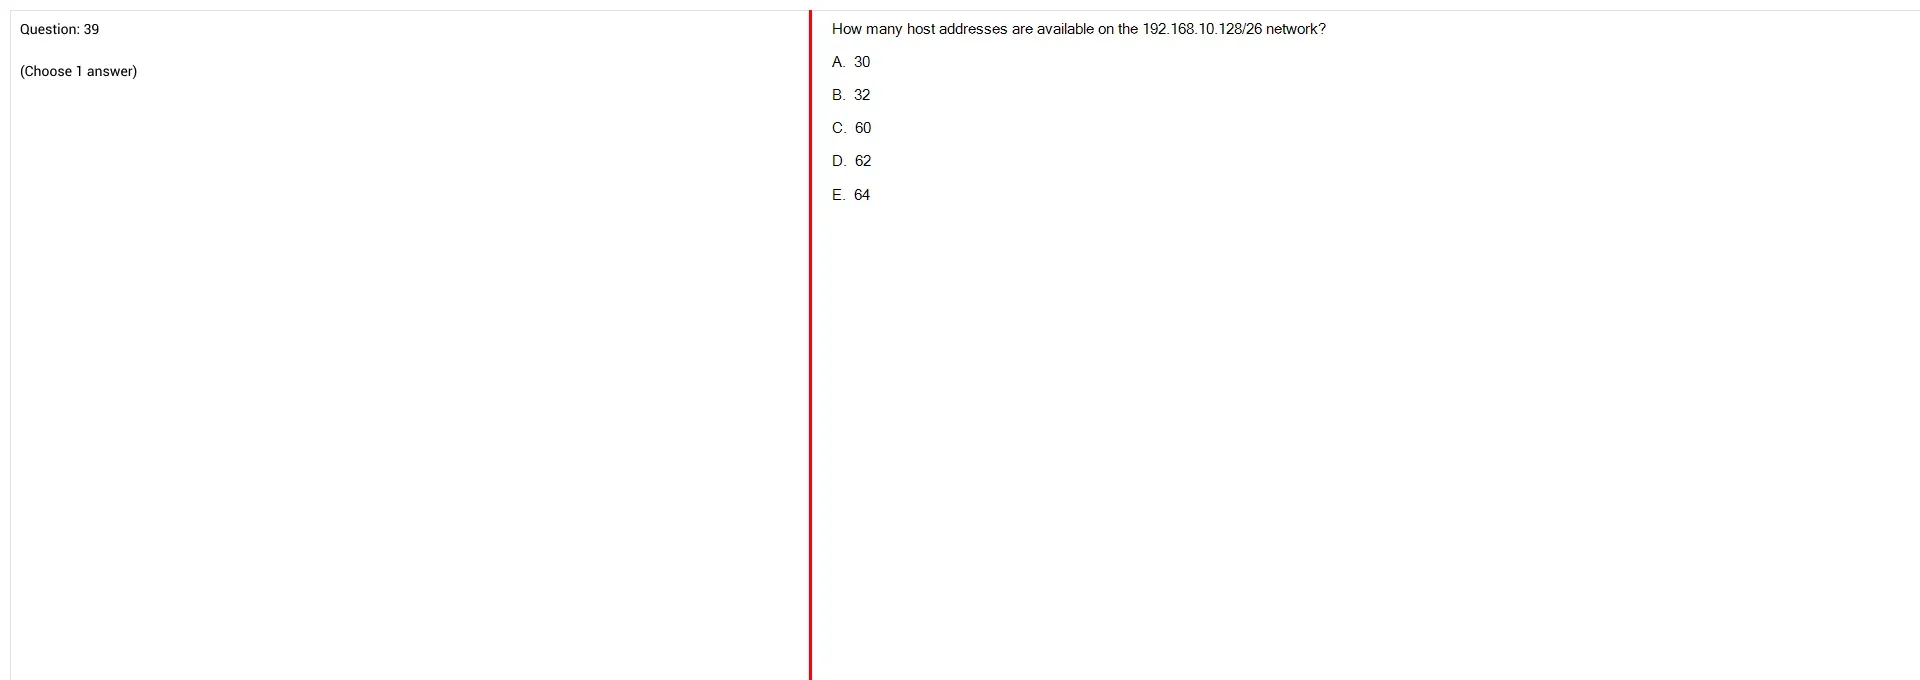 Question: 39
(Choose 1 answer)
How many host addresses are available on the 192.168.10.128/26 network?
A. 30
B. 32
C. 60
D. 62
E. 64